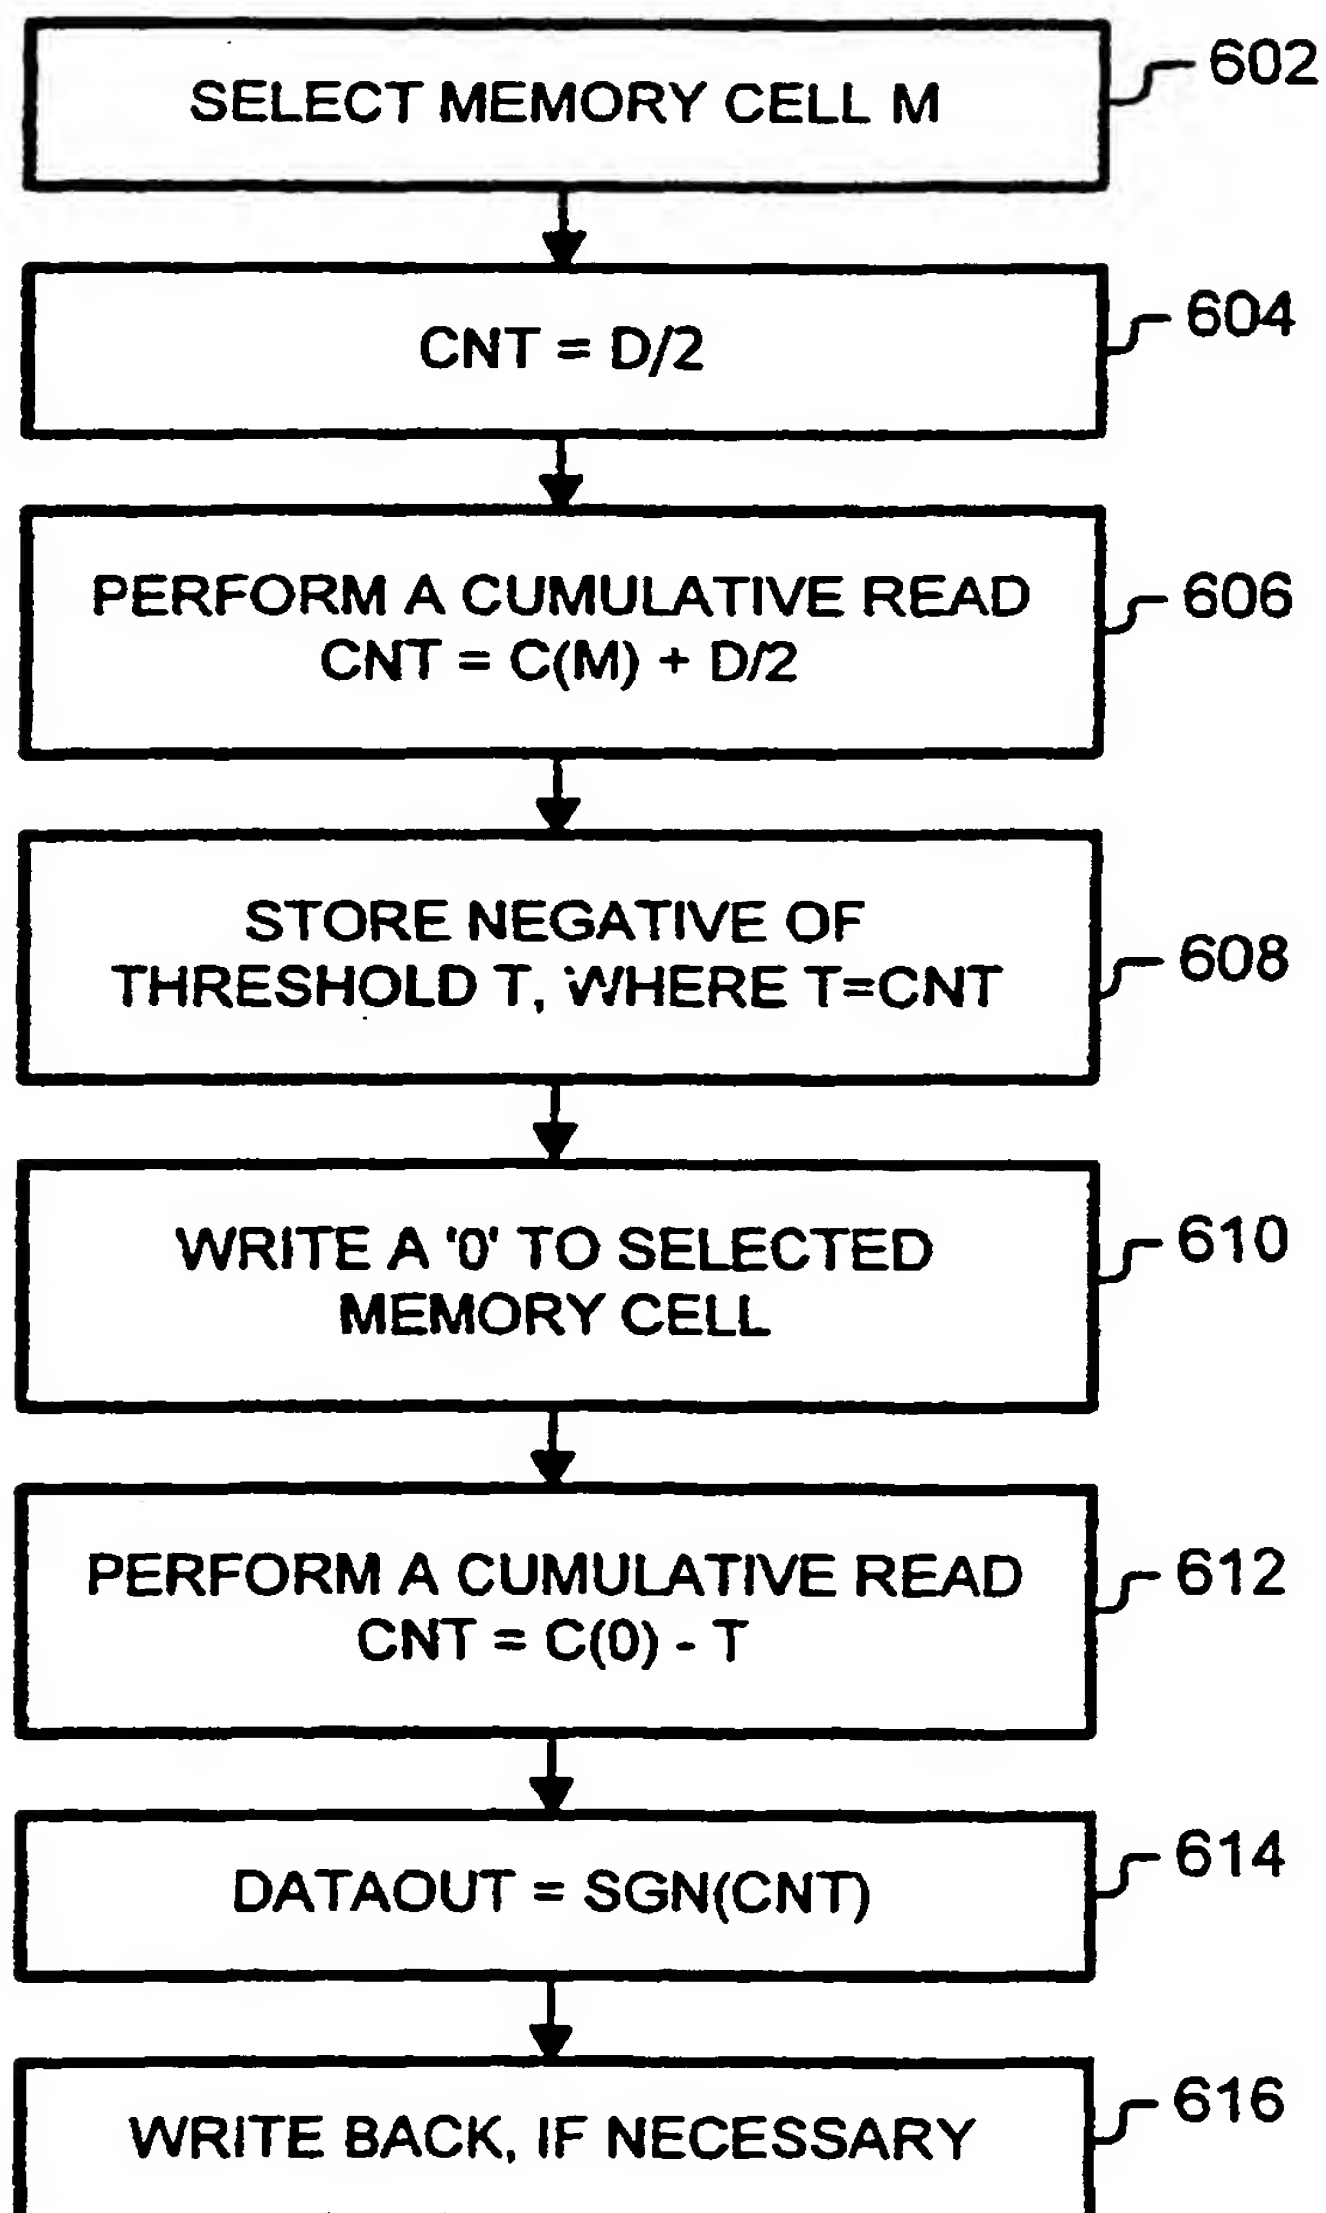 SELECT MEMORY CELL M
602
CNT = D/2
604
PERFORM A CUMULATIVE READ
CNT = C(M) + D/2
606
STORE NEGATIVE OF
THRESHOLD T, WHERE T=CNT
608
WRITE A '0' TO SELECTED
MEMORY CELL
610
PERFORM A CUMULATIVE READ
CNT = C(0) - T
612
DATAOUT = SGN(CNT)
614
WRITE BACK, IF NECESSARY
616